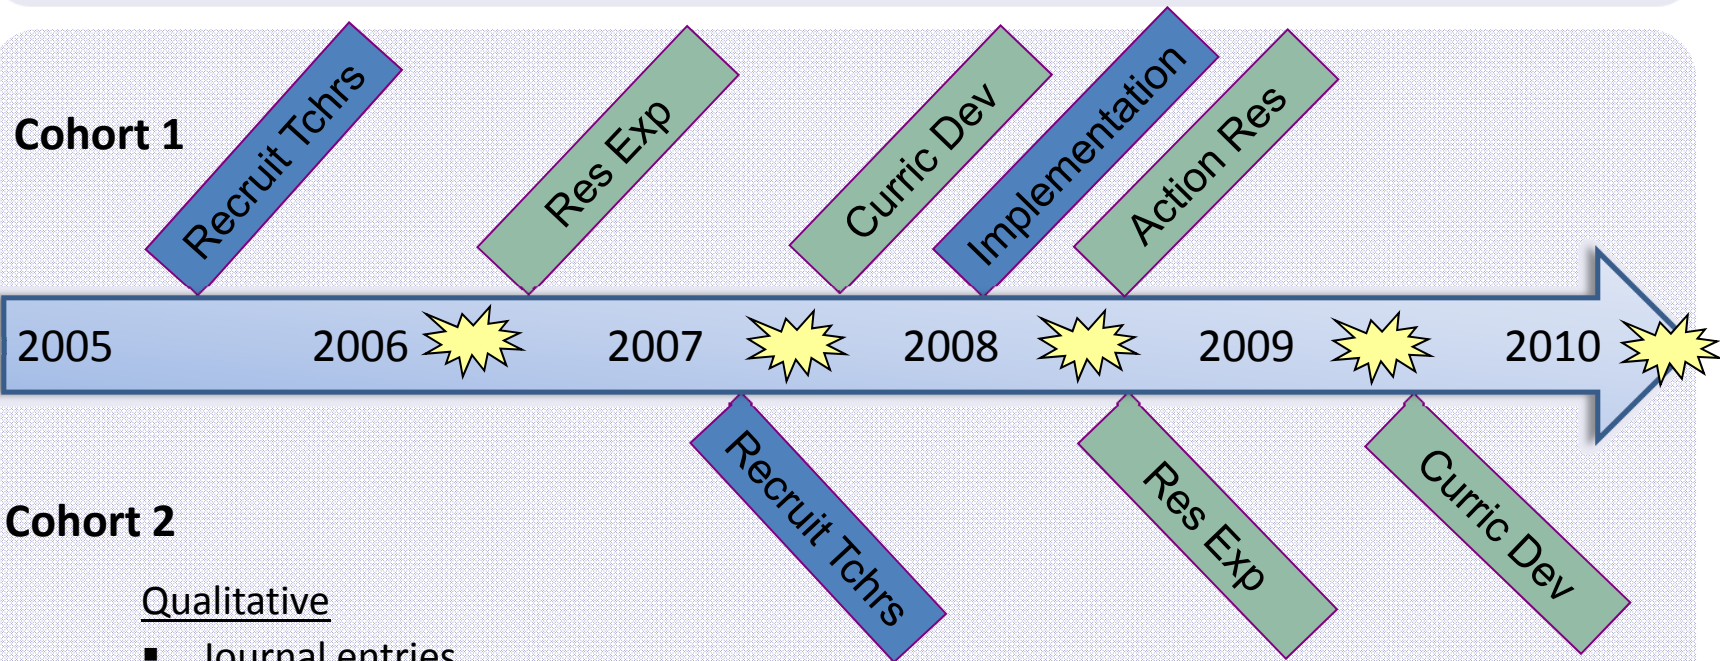 Cohort 1
Recruit Tchrs
Res Exp
Curric Dev
Implementation
Action Res
2005 2006 2007 2008 2009 2010
Recruit Tchrs
Res Exp
Curric Dev
Cohort 2
Qualitative
▪ Journal entries